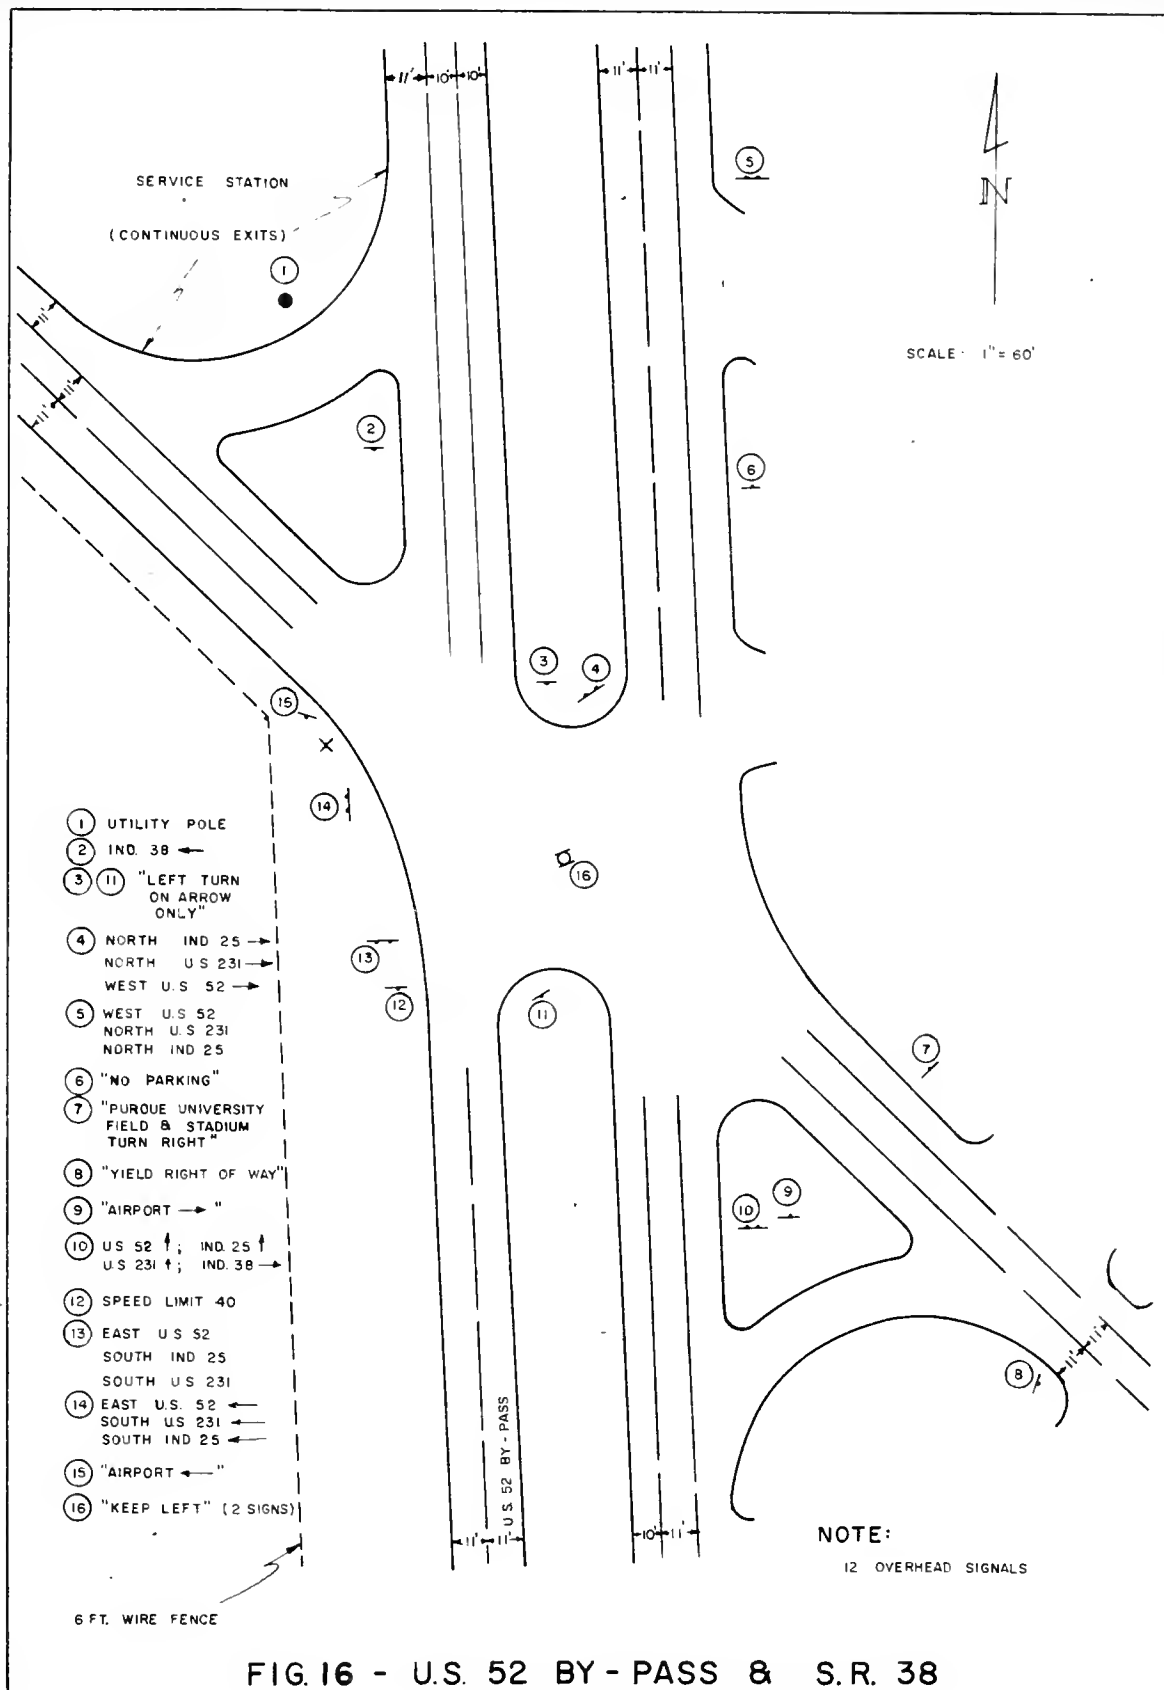 11' 10' 10' 11' 11'
5
SERVICE STATION
(CONTINUOUS EXITS)
1
N
SCALE: 1" = 60'
11'
11' 11'
2
6
3 4
15
14
16
13
12
11
7
1 UTILITY POLE
2 IND. 38 ←
3 11 "LEFT TURN
ON ARROW
ONLY"
4 NORTH IND 25 →
NORTH U S 231 →
WEST U.S 52 →
5 WEST U.S 52
NORTH U.S 231
NORTH IND 25
6 "NO PARKING"
7 "PURDUE UNIVERSITY
FIELD & STADIUM
TURN RIGHT"
8 "YIELD RIGHT OF WAY"
9 "AIRPORT → "
10 U.S 52 ↑; IND. 25 ↑
U.S 231 ↑; IND. 38 →
12 SPEED LIMIT 40
13 EAST U S 52
SOUTH IND 25
SOUTH U S 231
14 EAST U.S. 52 ←
SOUTH U.S 231 ←
SOUTH IND 25 ←
15 "AIRPORT ← "
16 "KEEP LEFT" (2 SIGNS)
10 9
8
11' 11'
U.S. 52 BY-PASS
11' 11' 10' 11'
NOTE:
12 OVERHEAD SIGNALS
6 FT. WIRE FENCE
FIG. 16 - U.S. 52 BY-PASS & S.R. 38